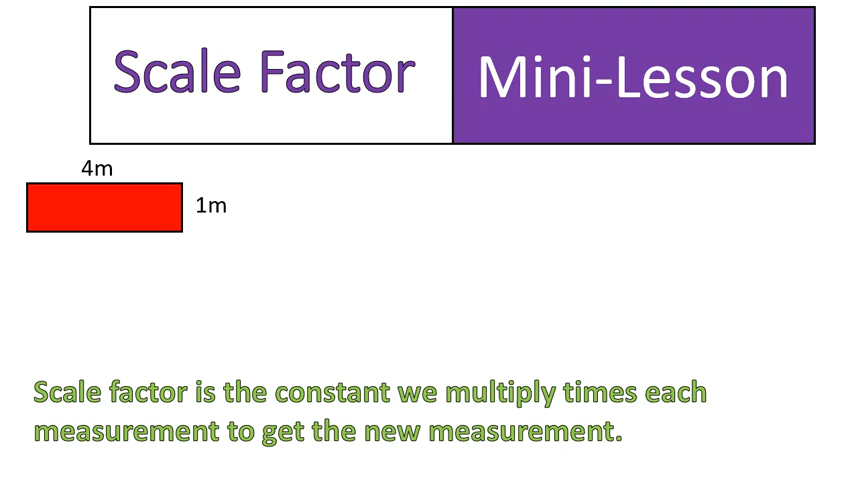 Scale Factor
Mini-Lesson
4m
1m
Scale factor is the constant we multiply times each
measurement to get the new measurement.